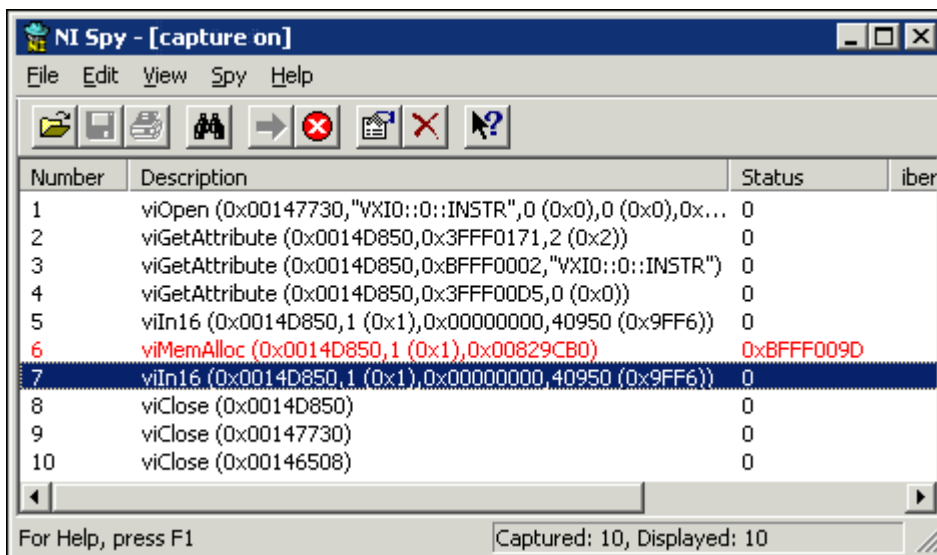 NI Spy - [capture on]
File Edit View Spy Help
Number Description Status iber
1 viOpen (0x00147730,"VXI0::0::INSTR",0 (0x0),0 (0x0),0x... 0
2 viGetAttribute (0x0014D850,0x3FFF0171,2 (0x2)) 0
3 viGetAttribute (0x0014D850,0xBFFF0002,"VXI0::0::INSTR") 0
4 viGetAttribute (0x0014D850,0x3FFF00D5,0 (0x0)) 0
5 viIn16 (0x0014D850,1 (0x1),0x00000000,40950 (0x9FF6)) 0
6 viMemAlloc (0x0014D850,1 (0x1),0x00829CB0) 0xBFFF009D
7 viIn16 (0x0014D850,1 (0x1),0x00000000,40950 (0x9FF6)) 0
8 viClose (0x0014D850) 0
9 viClose (0x00147730) 0
10 viClose (0x00146508) 0
For Help, press F1 Captured: 10, Displayed: 10